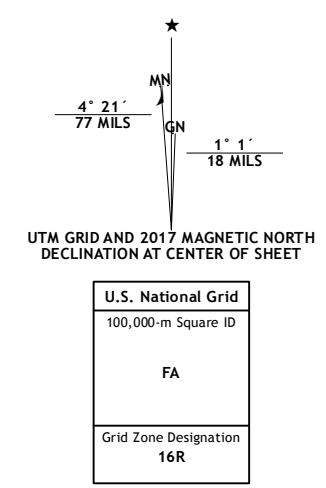 ★
MN
4° 21´
77 MILS
GN
1° 1´
18 MILS
UTM GRID AND 2017 MAGNETIC NORTH
DECLINATION AT CENTER OF SHEET
U.S. National Grid
100,000-m Square ID
FA
Grid Zone Designation
16R